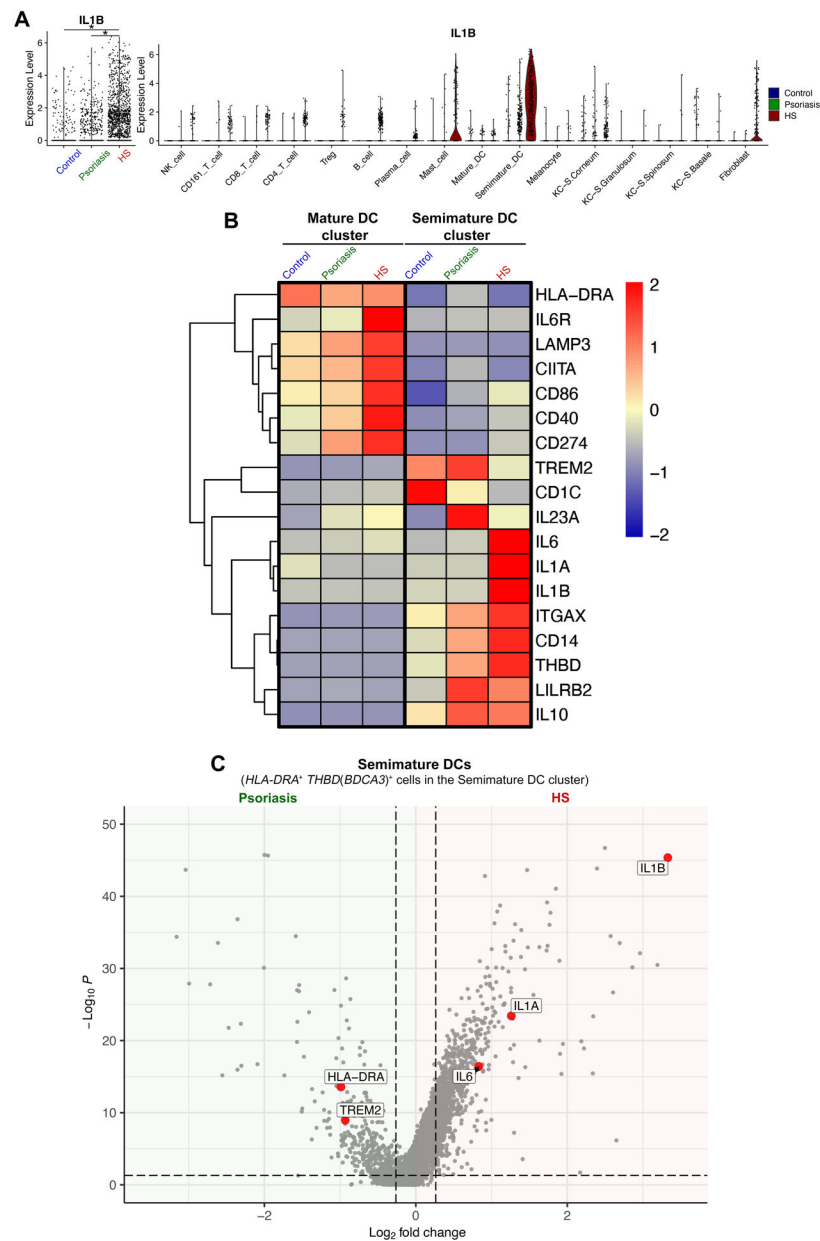 A
IL1B
*
*
Expression Level
6
4
2
0
Control
Psoriasis
HS
IL1B
Expression Level
6
4
2
0
NK_cell
CD161_T_cell
CD8_T_cell
CD4_T_cell
Treg
B_cell
Plasma_cell
Mast_cell
Mature_DC
Semimature_DC
Melanocyte
KC-S.Corneum
KC-S.Granulosum
KC-S.Spinosum
KC-S.Basale
Fibroblast
Control
Psoriasis
HS
B
Mature DC cluster
Semimature DC cluster
Control
Psoriasis
HS
Control
Psoriasis
HS
HLA-DRA
IL6R
LAMP3
CIITA
CD86
CD40
CD274
TREM2
CD1C
IL23A
IL6
IL1A
IL1B
ITGAX
CD14
THBD
LILRB2
IL10
2
1
0
−1
−2
C
Semimature DCs
(HLA-DRA⁺ THBD(BDCA3)⁺ cells in the Semimature DC cluster)
Psoriasis
HS
−Log₁₀ P
50
40
30
20
10
0
IL1B
IL1A
IL6
HLA-DRA
TREM2
−2
0
2
Log₂ fold change